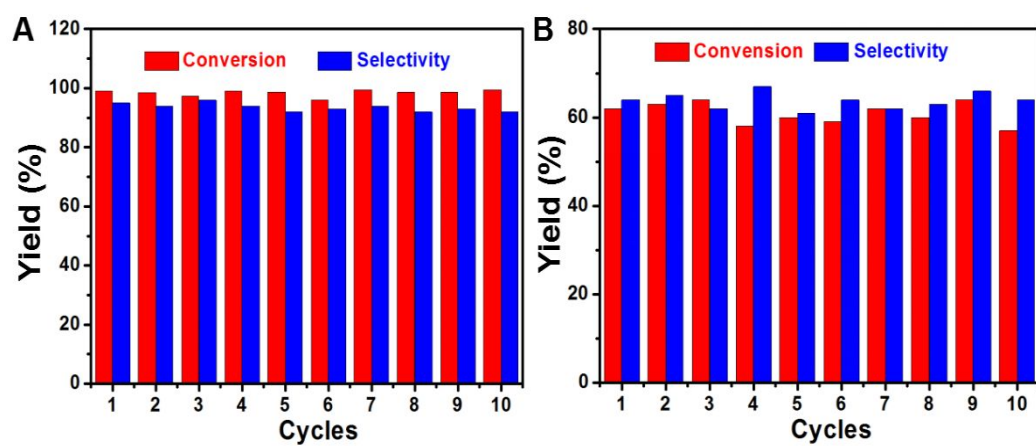 A
Yield (%)
120
100
80
60
40
20
0
Conversion
Selectivity
1 2 3 4 5 6 7 8 9 10
Cycles
B
Yield (%)
80
60
40
20
0
Convension
Selectivity
1 2 3 4 5 6 7 8 9 10
Cycles